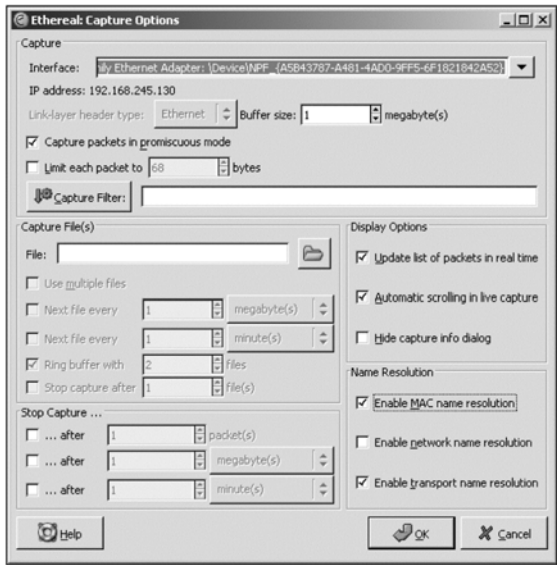 Ethereal: Capture Options
Capture
Interface: ily Ethernet Adapter: \Device\NPF_{A5B43787-A481-4AD0-9FF5-6F1821842A52}
IP address: 192.168.245.130
Link-layer header type: Ethernet Buffer size: 1 megabyte(s)
Capture packets in promiscuous mode
Limit each packet to 68 bytes
Capture Filter:
Capture File(s)
File:
Use multiple files
Next file every 1 megabyte(s)
Next file every 1 minute(s)
Ring buffer with 2 files
Stop capture after 1 file(s)
Stop Capture ...
... after 1 packet(s)
... after 1 megabyte(s)
... after 1 minute(s)
Display Options
Update list of packets in real time
Automatic scrolling in live capture
Hide capture info dialog
Name Resolution
Enable MAC name resolution
Enable network name resolution
Enable transport name resolution
Help
OK
Cancel